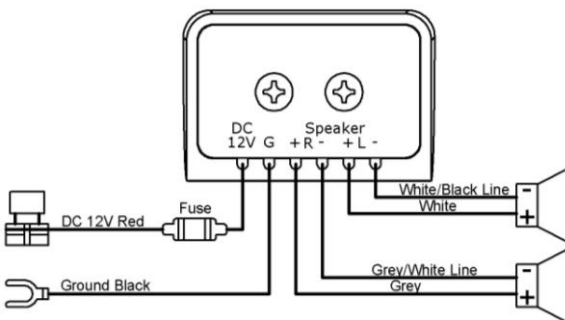 DC Speaker
12V G + R - + L -
White/Black Line
-
White
+
Fuse
DC 12V Red
Grey/White Line
-
Ground Black
Grey
+